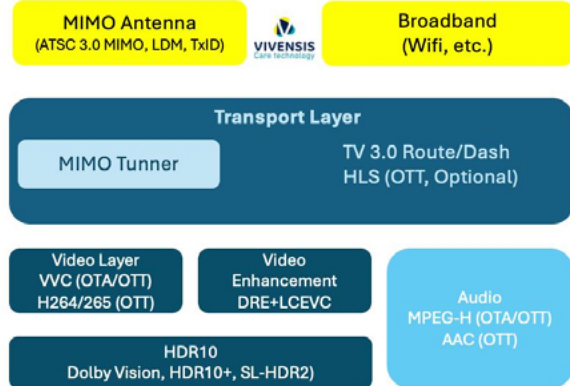 MIMO Antenna
(ATSC 3.0 MIMO, LDM, TxID)
VIVENSIS
Care technology
Broadband
(Wifi, etc.)
Transport Layer
MIMO Tunner
TV 3.0 Route/Dash
HLS (OTT, Optional)
Video Layer
VVC (OTA/OTT)
H264/265 (OTT)
Video
Enhancement
DRE+LCEVC
Audio
MPEG-H (OTA/OTT)
AAC (OTT)
HDR10
Dolby Vision, HDR10+, SL-HDR2)